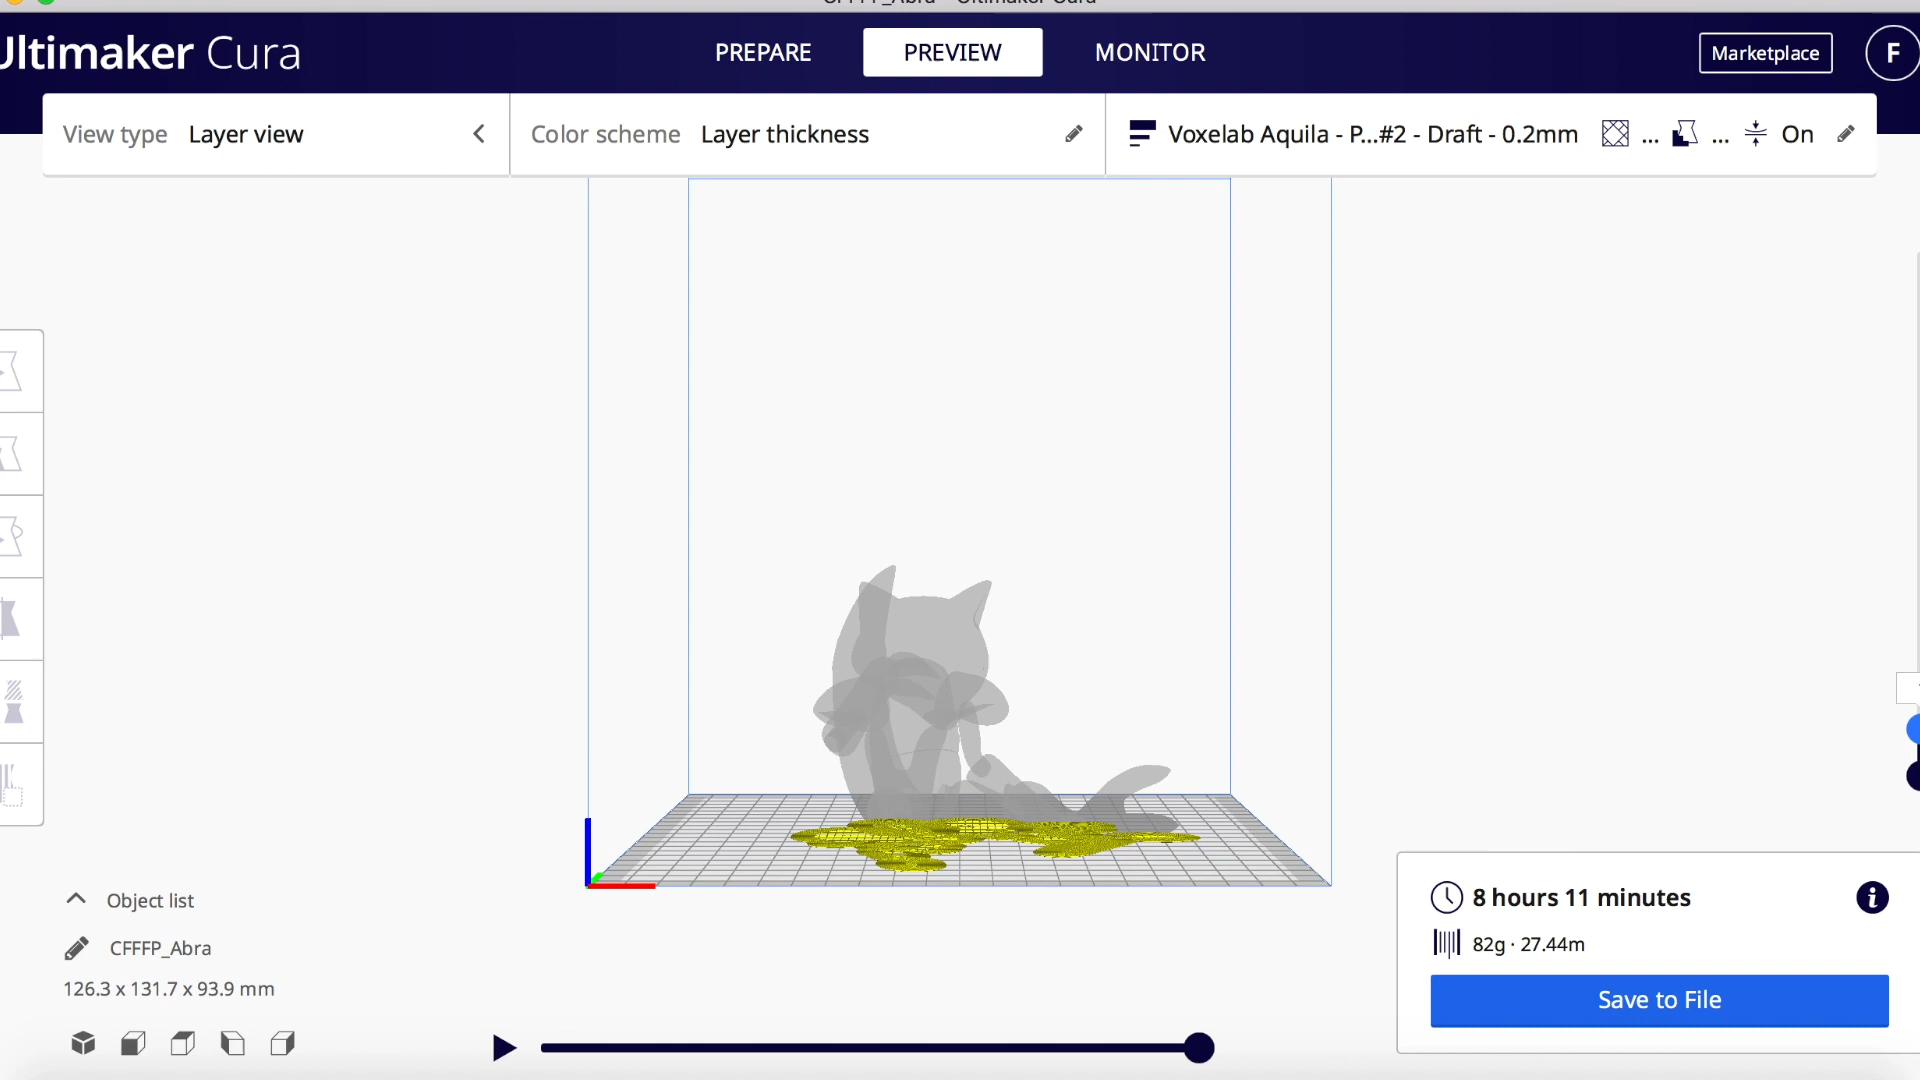 Ultimaker Cura
PREPARE
PREVIEW
MONITOR
Marketplace
F
View type Layer view
Color scheme Layer thickness
Voxelab Aquila - P...#2 - Draft - 0.2mm ... ... On
Object list
CFFFP_Abra
126.3 x 131.7 x 93.9 mm
8 hours 11 minutes
82g · 27.44m
Save to File